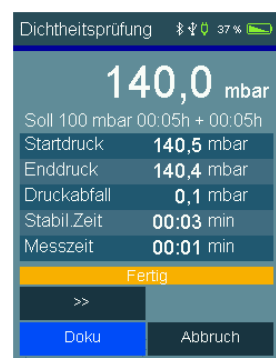 Dichtheitsprüfung 37 %
140,0 mbar
Soll 100 mbar 00:05h + 00:05h
Startdruck 140,5 mbar
Enddruck 140,4 mbar
Druckabfall 0,1 mbar
Stabil.Zeit 00:03 min
Messzeit 00:01 min
Fertig
>>
Doku Abbruch